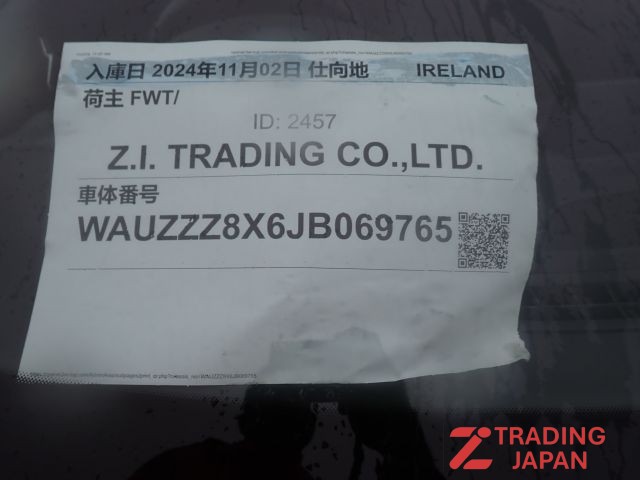 入庫日 2024年11月02日 仕向地 IRELAND
荷主 FWT/
ID: 2457
Z.I. TRADING CO.,LTD.
車体番号
WAUZZZ8X6JB069765
TRADING
JAPAN